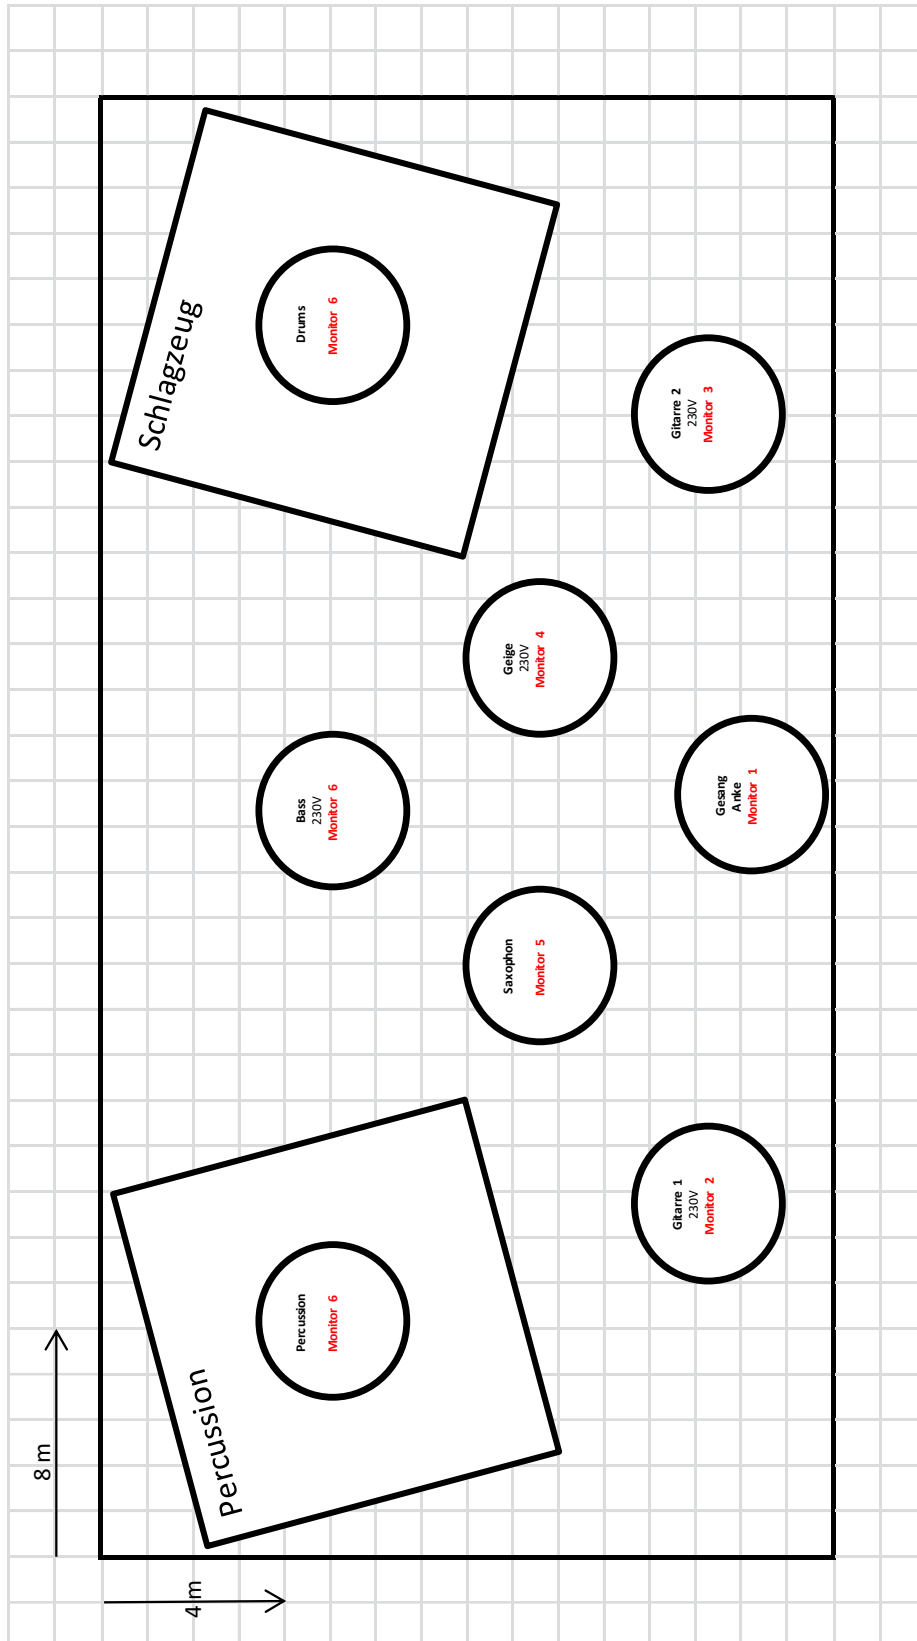 Schlagzeug
Drums
Monitor 6
Gitarre 2
230V
Monitor 3
Geige
230V
Monitor 4
Bass
230V
Monitor 6
Gesang
Anke
Monitor 1
Saxophon
Monitor 5
Gitarre 1
230V
Monitor 2
Percussion
Percussion
Monitor 6
8 m
4 m